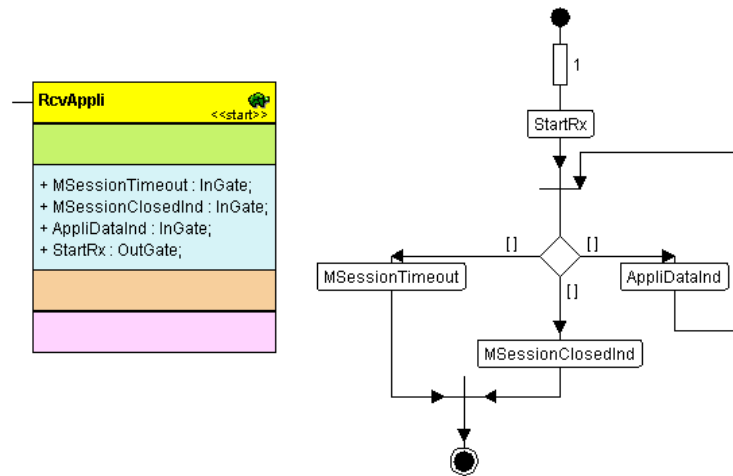 RcvAppli
<<start>>
+ MSessionTimeout : InGate;
+ MSessionClosedInd : InGate;
+ AppliDataInd : InGate;
+ StartRx : OutGate;
1
StartRx
[ ]
[ ]
MSessionTimeout
AppliDataInd
[ ]
MSessionClosedInd